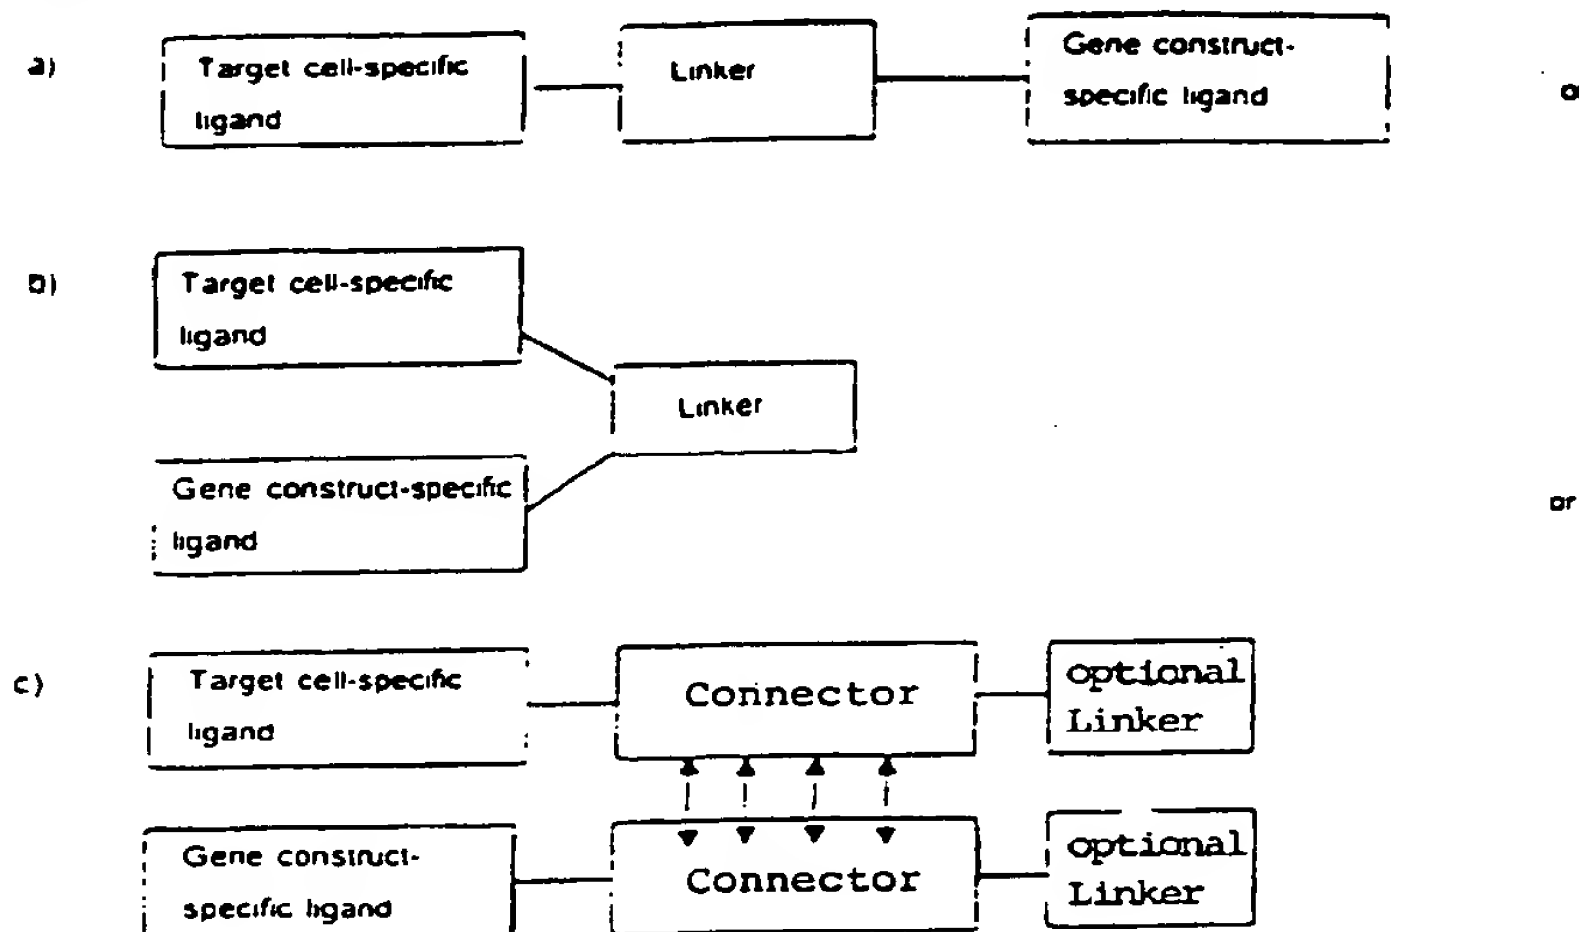 a)
Target cell-specific
ligand
Linker
Gene construct-
specific ligand
o
b)
Target cell-specific
ligand
Linker
Gene construct-specific
ligand
or
c)
Target cell-specific
ligand
Connector
optional
Linker
Gene construct-
specific ligand
Connector
optional
Linker